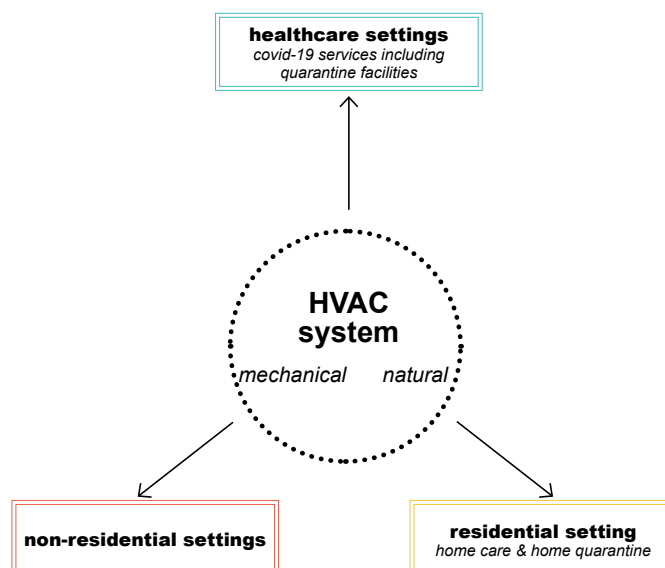 healthcare settings
covid-19 services including
quarantine facilities
HVAC
system
mechanical natural
non-residential settings
residential setting
home care & home quarantine